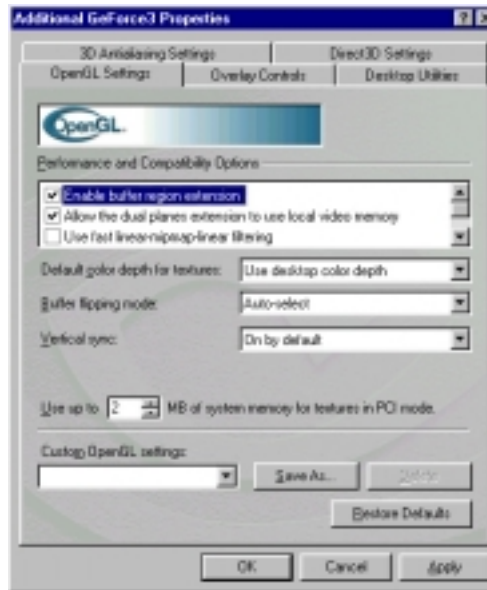 Additional GeForce3 Properties
3D Antialiasing Settings Direct3D Settings
OpenGL Settings Overlay Controls Desktop Utilities
OpenGL.
Performance and Compatibility Options
Enable buffer region extension
Allow the dual planes extension to use local video memory
Use fast linear-mipmap-linear filtering
Default color depth for textures: Use desktop color depth
Buffer flipping mode: Auto-select
Vertical sync: On by default
Use up to 2 MB of system memory for textures in PCI mode.
Custom OpenGL settings:
Save As... Delete
Restore Defaults
OK Cancel Apply